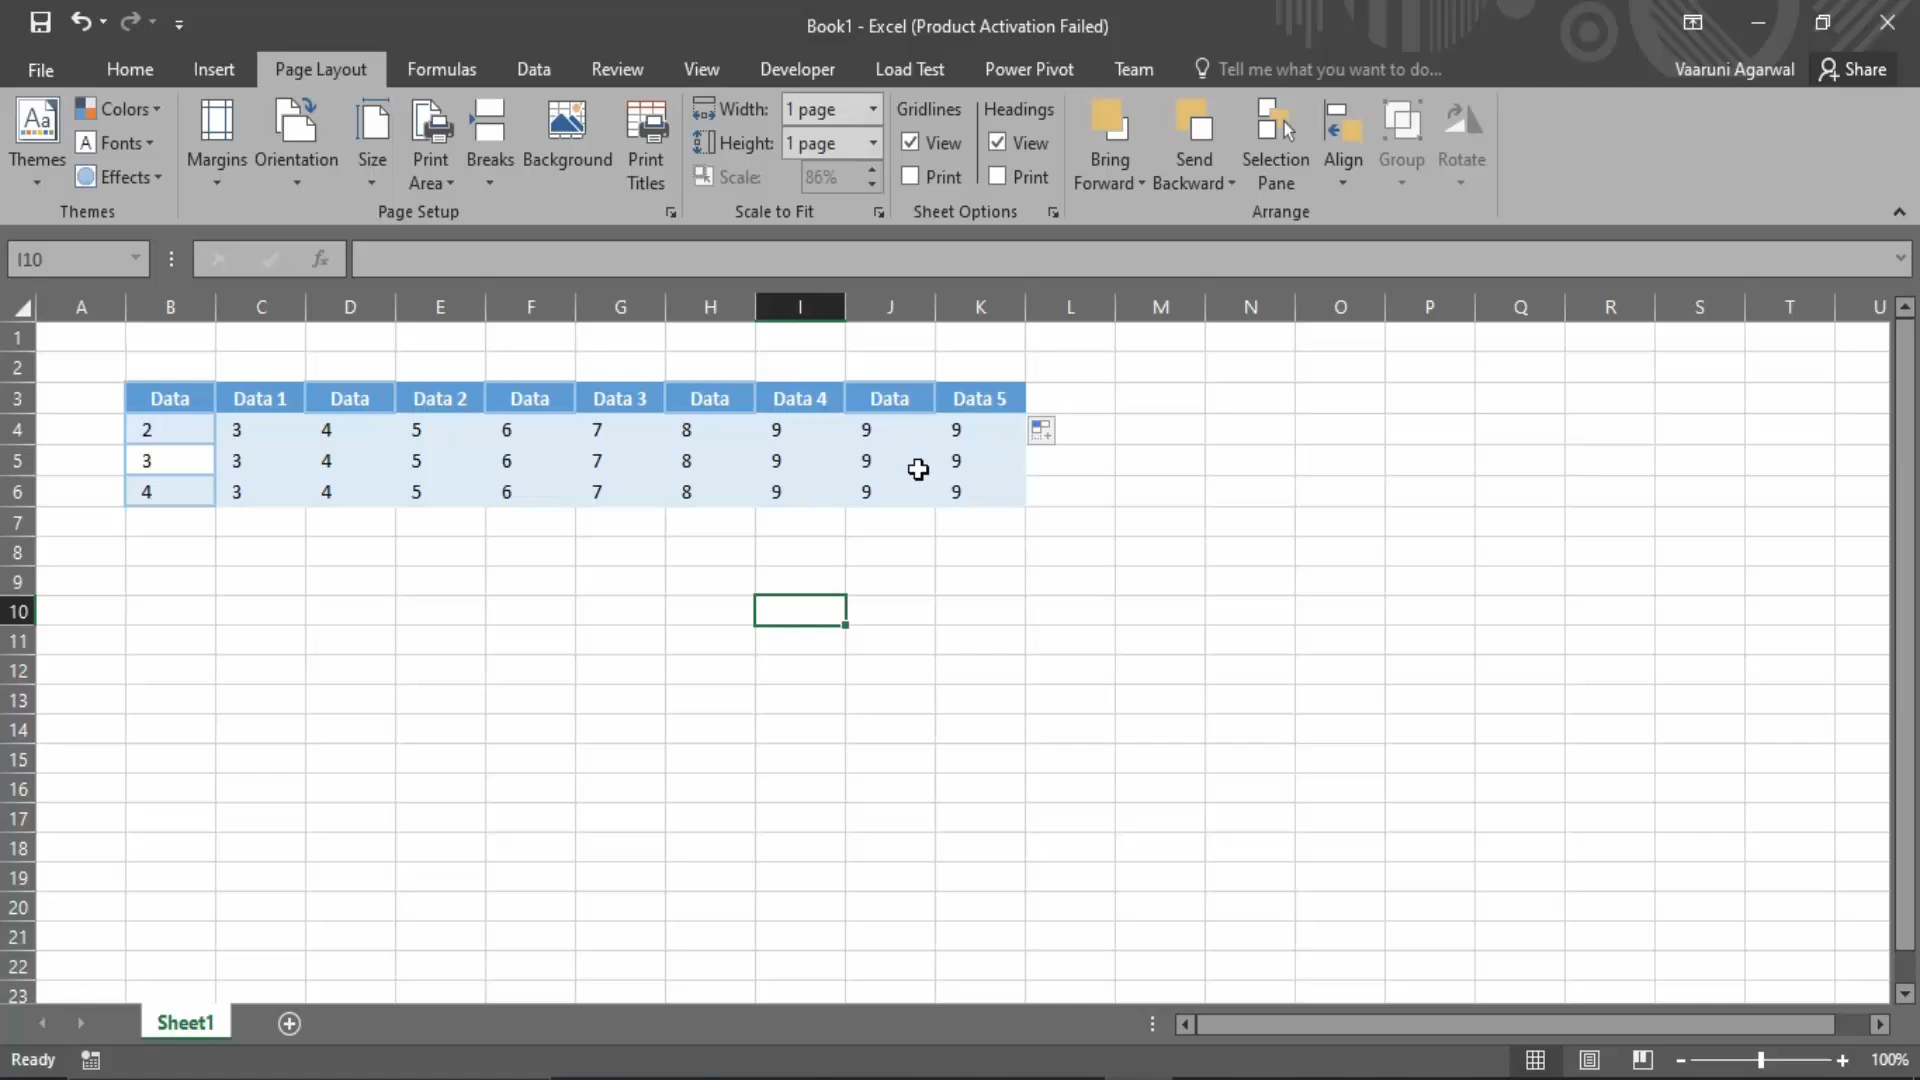 Book1 - Excel (Product Activation Failed)
File Home Insert Page Layout Formulas Data Review View Developer Load Test Power Pivot Team Tell me what you want to do... Vaaruni Agarwal Share
Aa Themes
Colors
Fonts
Effects
Themes
Margins Orientation Size Print Area Breaks Background Print Titles
Page Setup
Width: 1 page
Height: 1 page
Scale: 86%
Scale to Fit
Gridlines Headings
View View
Print Print
Sheet Options
Bring Forward Send Backward Selection Pane Align Group Rotate
Arrange
I10 fx
A B C D E F G H I J K L M N O P Q R S T U
1
2
3 Data Data 1 Data Data 2 Data Data 3 Data Data 4 Data Data 5
4 2 3 4 5 6 7 8 9 9 9
5 3 3 4 5 6 7 8 9 9 9
6 4 3 4 5 6 7 8 9 9 9
7
8
9
10
11
12
13
14
15
16
17
18
19
20
21
22
23
Sheet1
Ready 100%